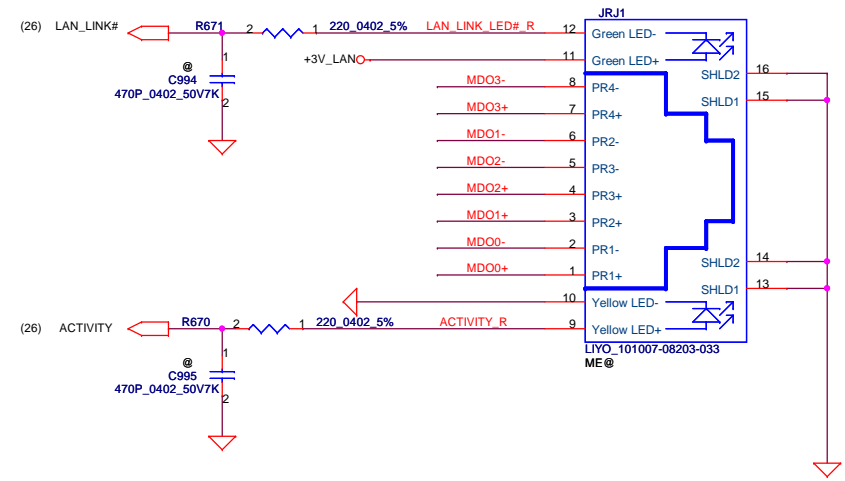 JRJ1
(26) LAN_LINK# R671 2 1 220_0402_5% LAN_LINK_LED#_R 12 Green LED-
+3V_LAN 11 Green LED+
1
@
C994
470P_0402_50V7K
2
MDO3- 8 PR4-
MDO3+ 7 PR4+
MDO1- 6 PR2-
MDO2- 5 PR3-
MDO2+ 4 PR3+
MDO1+ 3 PR2+
MDO0- 2 PR1-
MDO0+ 1 PR1+
SHLD2 16
SHLD1 15
SHLD2 14
SHLD1 13
10 Yellow LED-
(26) ACTIVITY R670 2 1 220_0402_5% ACTIVITY_R 9 Yellow LED+
LIYO_101007-08203-033
ME@
1
@
C995
470P_0402_50V7K
2